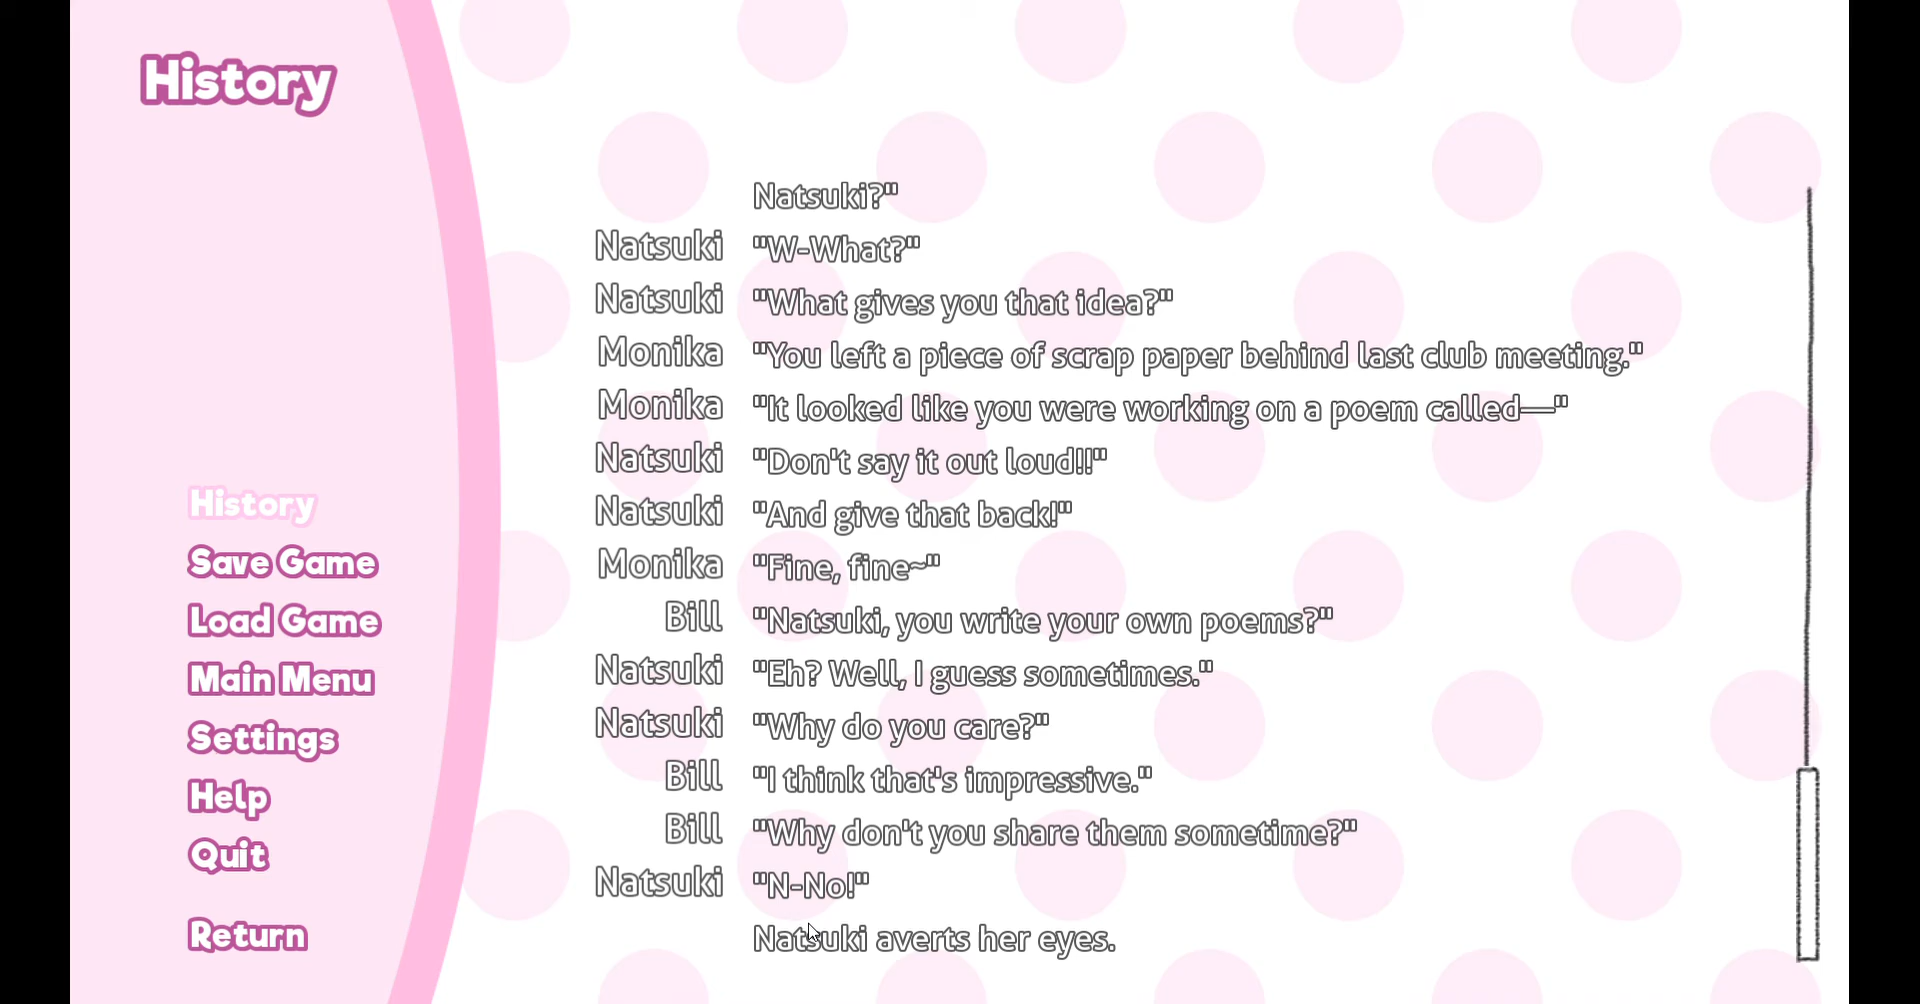 History
Natsuki?"
Natsuki "W-What?"
Natsuki "What gives you that idea?"
Monika "You left a piece of scrap paper behind last club meeting."
Monika "It looked like you were working on a poem called—"
Natsuki "Don't say it out loud!!"
Natsuki "And give that back!"
Monika "Fine, fine~"
Bill "Natsuki, you write your own poems?"
Natsuki "Eh? Well, I guess sometimes."
Natsuki "Why do you care?"
Bill "I think that's impressive."
Bill "Why don't you share them sometime?"
Natsuki "N-No!"
Natsuki averts her eyes.
History
Save Game
Load Game
Main Menu
Settings
Help
Quit
Return